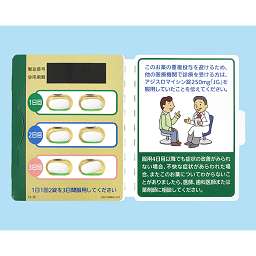 製造番号
使用期限
1回目
2回目
3回目
1日1回2錠を3日間服用してください
このお薬の重複投与を避けるため、
他の医療機関で診療を受ける際は、
アジスロマイシン錠250mg「JG」を
服用していたことを伝えてください。
服用4日目以降でも症状の改善がみられ
ない場合、不快な症状があらわれた場
合、またこのお薬についてわからないこ
とがありましたら、医師、歯科医師または
薬剤師に相談してください。